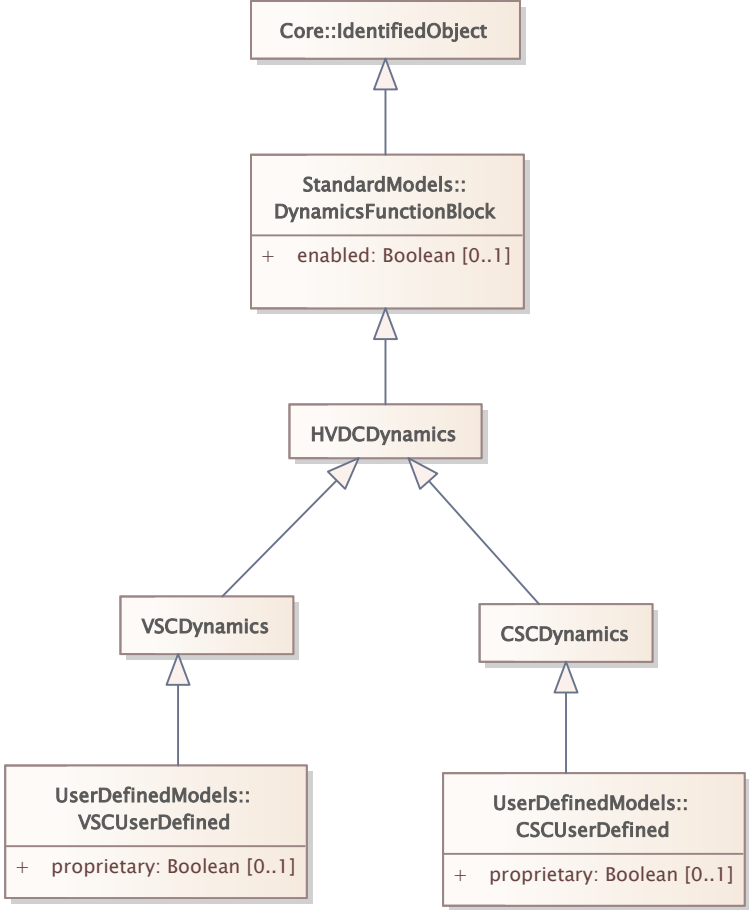 Core::IdentifiedObject
StandardModels::
DynamicsFunctionBlock
+ enabled: Boolean [0..1]
HVDCDynamics
VSCDynamics
CSCDynamics
UserDefinedModels::
VSCUserDefined
+ proprietary: Boolean [0..1]
UserDefinedModels::
CSCUserDefined
+ proprietary: Boolean [0..1]